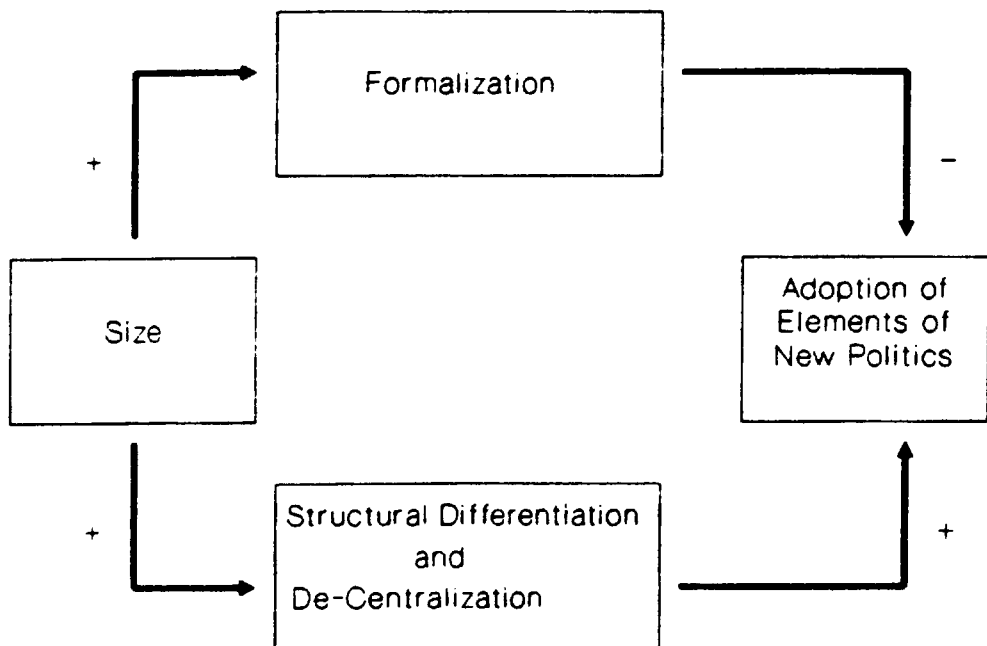 Formalization
+
-
Size
Adoption of
Elements of
New Politics
Structural Differentiation
and
De-Centralization
+
+